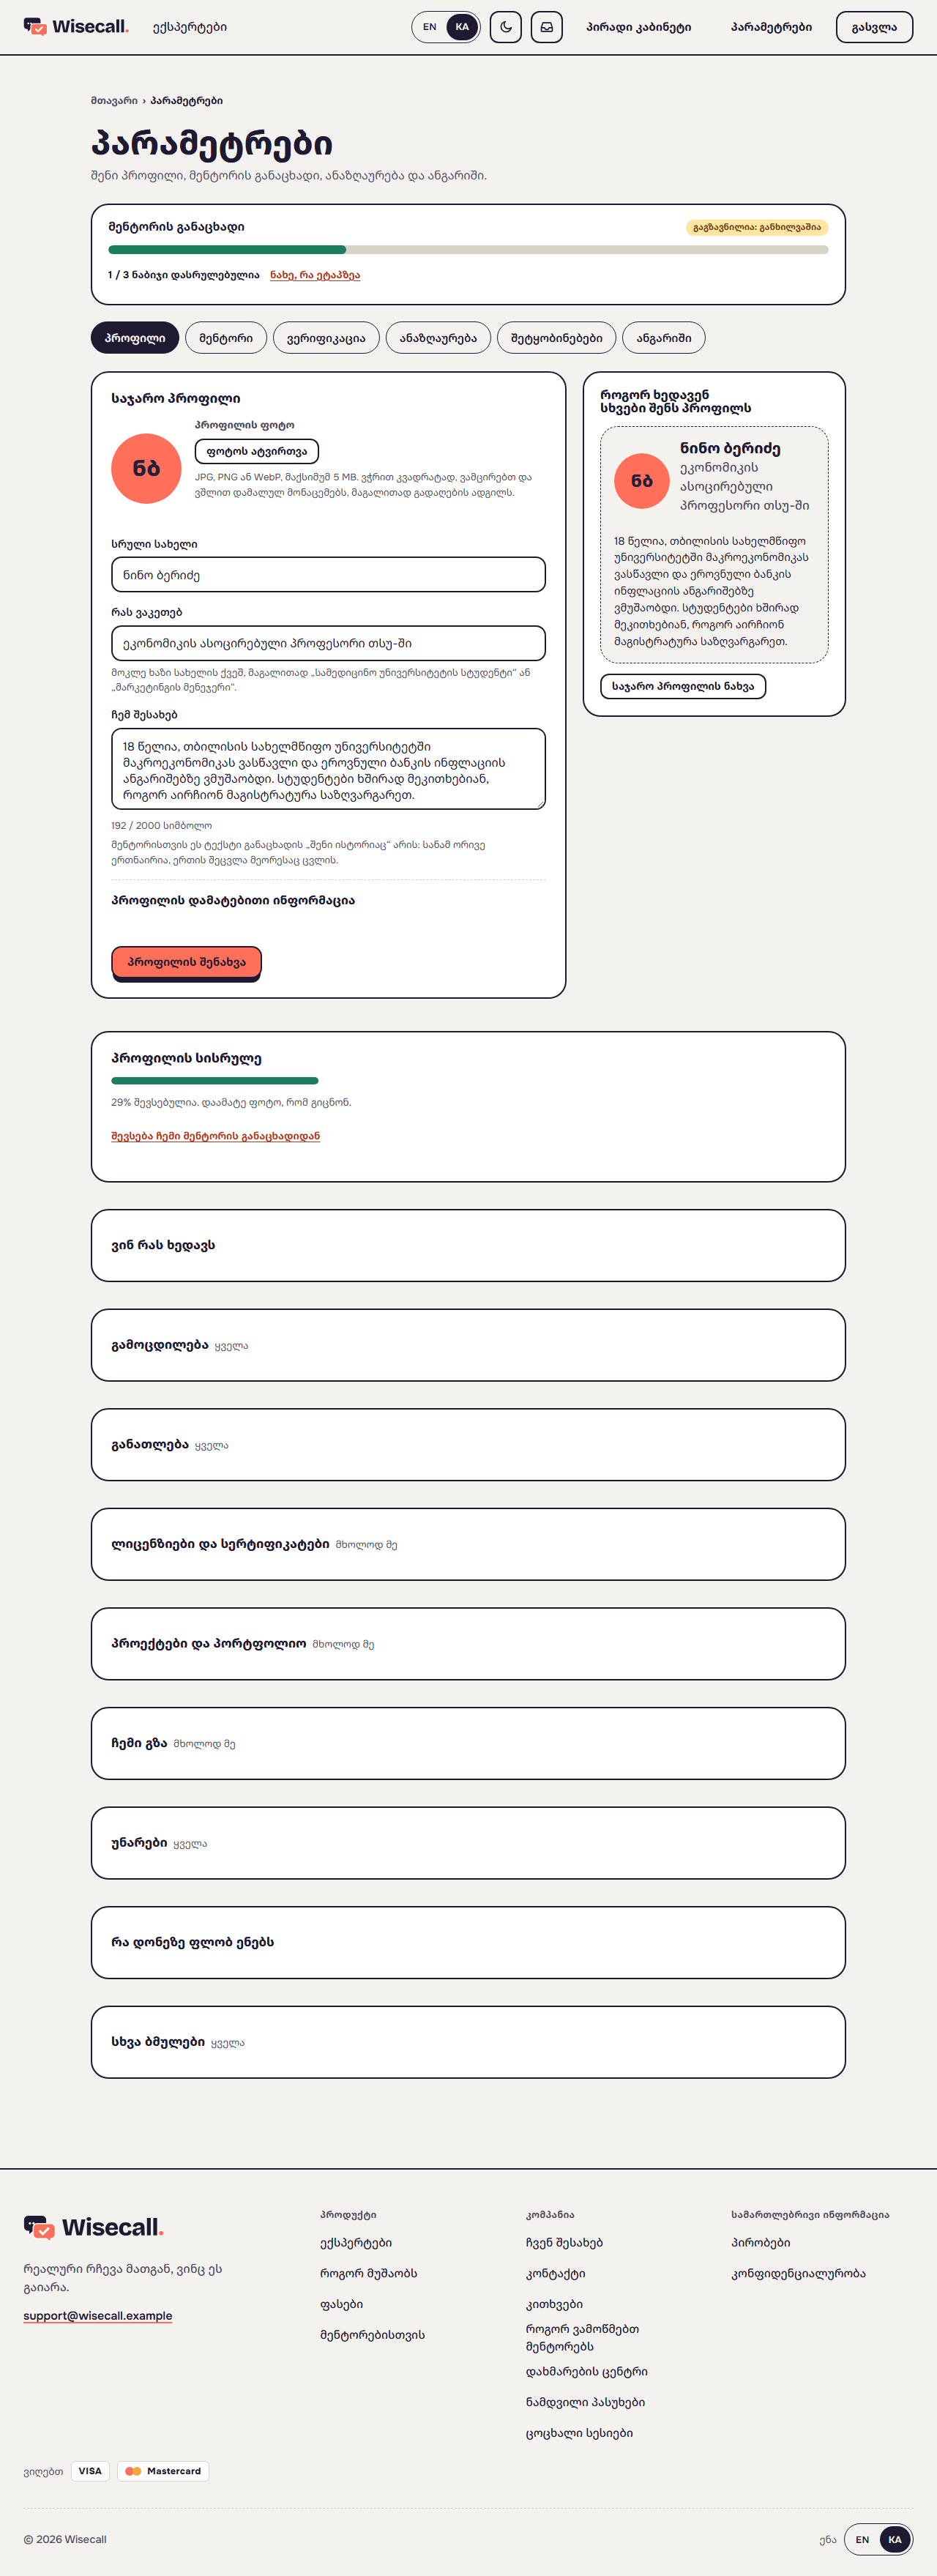 Wisecall.
ექსპერტები
EN KA
პირადი კაბინეტი
პარამეტრები
გასვლა
მთავარი › პარამეტრები
პარამეტრები
შენი პროფილი, მენტორის განაცხადი, ანაზღაურება და ანგარიში.
მენტორის განაცხადი
გაგზავნილია: განხილვაშია
1 / 3 ნაბიჯი დასრულებულია ნახე, რა ეტაპზეა
პროფილი
მენტორი
ვერიფიკაცია
ანაზღაურება
შეტყობინებები
ანგარიში
საჯარო პროფილი
ნბ
პროფილის ფოტო
ფოტოს ატვირთვა
JPG, PNG ან WebP, მაქსიმუმ 5 MB. ვჭრით კვადრატად, ვამცირებთ და
ვშლით დამალულ მონაცემებს, მაგალითად გადაღების ადგილს.
სრული სახელი
ნინო ბერიძე
რას ვაკეთებ
ეკონომიკის ასოცირებული პროფესორი თსუ-ში
მოკლე ხაზი სახელის ქვეშ, მაგალითად „სამედიცინო უნივერსიტეტის სტუდენტი“ ან
„მარკეტინგის მენეჯერი“.
ჩემ შესახებ
18 წელია, თბილისის სახელმწიფო უნივერსიტეტში
მაკროეკონომიკას ვასწავლი და ეროვნული ბანკის ინფლაციის
ანგარიშებზე ვმუშაობდი. სტუდენტები ხშირად მეკითხებიან,
როგორ აირჩიონ მაგისტრატურა საზღვარგარეთ.
192 / 2000 სიმბოლო
მენტორისთვის ეს ტექსტი განაცხადის „შენი ისტორიაც“ არის: სანამ ორივე
ერთნაირია, ერთის შეცვლა მეორესაც ცვლის.
პროფილის დამატებითი ინფორმაცია
პროფილის შენახვა
როგორ ხედავენ
სხვები შენს პროფილს
ნბ
ნინო ბერიძე
ეკონომიკის
ასოცირებული
პროფესორი თსუ-ში
18 წელია, თბილისის სახელმწიფო
უნივერსიტეტში მაკროეკონომიკას
ვასწავლი და ეროვნული ბანკის
ინფლაციის ანგარიშებზე
ვმუშაობდი. სტუდენტები ხშირად
მეკითხებიან, როგორ აირჩიონ
მაგისტრატურა საზღვარგარეთ.
საჯარო პროფილის ნახვა
პროფილის სისრულე
29% შევსებულია. დაამატე ფოტო, რომ გიცნონ.
შევსება ჩემი მენტორის განაცხადიდან
ვინ რას ხედავს
გამოცდილება ყველა
განათლება ყველა
ლიცენზიები და სერტიფიკატები მხოლოდ მე
პროექტები და პორტფოლიო მხოლოდ მე
ჩემი გზა მხოლოდ მე
უნარები ყველა
რა დონეზე ფლობ ენებს
სხვა ბმულები ყველა
Wisecall.
რეალური რჩევა მათგან, ვინც ეს
გაიარა.
support@wisecall.example
პროდუქტი
ექსპერტები
როგორ მუშაობს
ფასები
მენტორებისთვის
კომპანია
ჩვენ შესახებ
კონტაქტი
კითხვები
როგორ ვამოწმებთ
მენტორებს
დახმარების ცენტრი
ნამდვილი პასუხები
ცოცხალი სესიები
სამართლებრივი ინფორმაცია
პირობები
კონფიდენციალურობა
ვიღებთ VISA Mastercard
© 2026 Wisecall
ენა EN KA